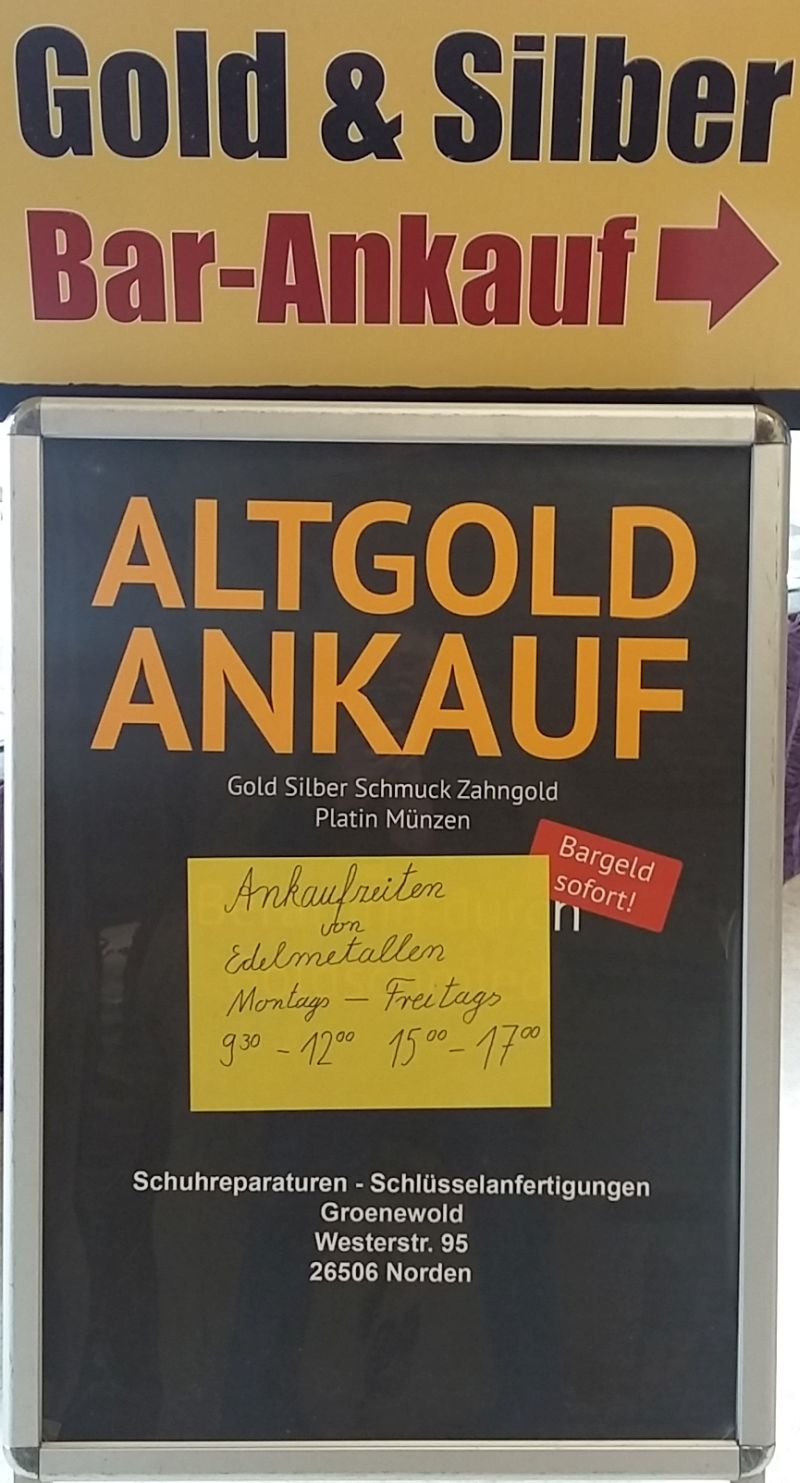 Gold & Silber
Bar-Ankauf
ALTGOLD
ANKAUF
Gold Silber Schmuck Zahngold
Platin Münzen
Bargeld
sofort!
Ankaufzeiten
von
Edelmetallen
Montags – Freitags
9³⁰ – 12⁰⁰ 15⁰⁰ – 17⁰⁰
Schuhreparaturen - Schlüsselanfertigungen
Groenewold
Westerstr. 95
26506 Norden